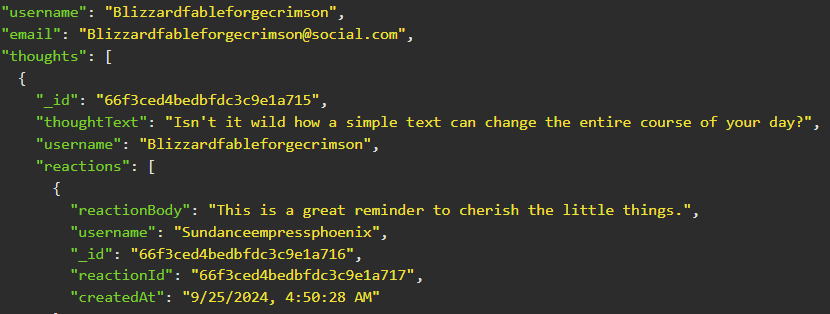 "username": "Blizzardfableforgecrimson",
"email": "Blizzardfableforgecrimson@social.com",
"thoughts": [
{
"_id": "66f3ced4bedbfdc3c9e1a715",
"thoughtText": "Isn't it wild how a simple text can change the entire course of your day?",
"username": "Blizzardfableforgecrimson",
"reactions": [
{
"reactionBody": "This is a great reminder to cherish the little things.",
"username": "Sundanceempressphoenix",
"_id": "66f3ced4bedbfdc3c9e1a716",
"reactionId": "66f3ced4bedbfdc3c9e1a717",
"createdAt": "9/25/2024, 4:50:28 AM"